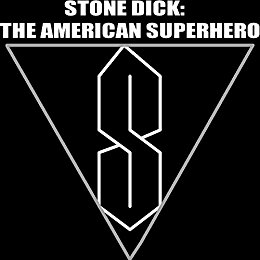 STONE DICK:
THE AMERICAN SUPERHERO
S